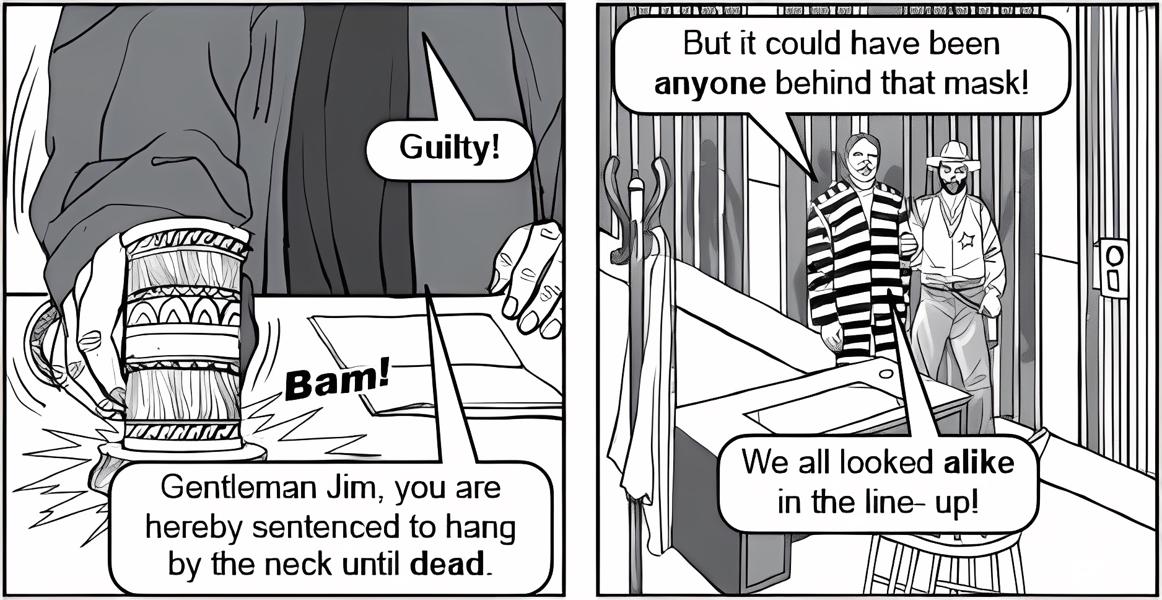 Guilty!
Bam!
Gentleman Jim, you are
hereby sentenced to hang
by the neck until dead.
But it could have been
anyone behind that mask!
We all looked alike
in the line- up!